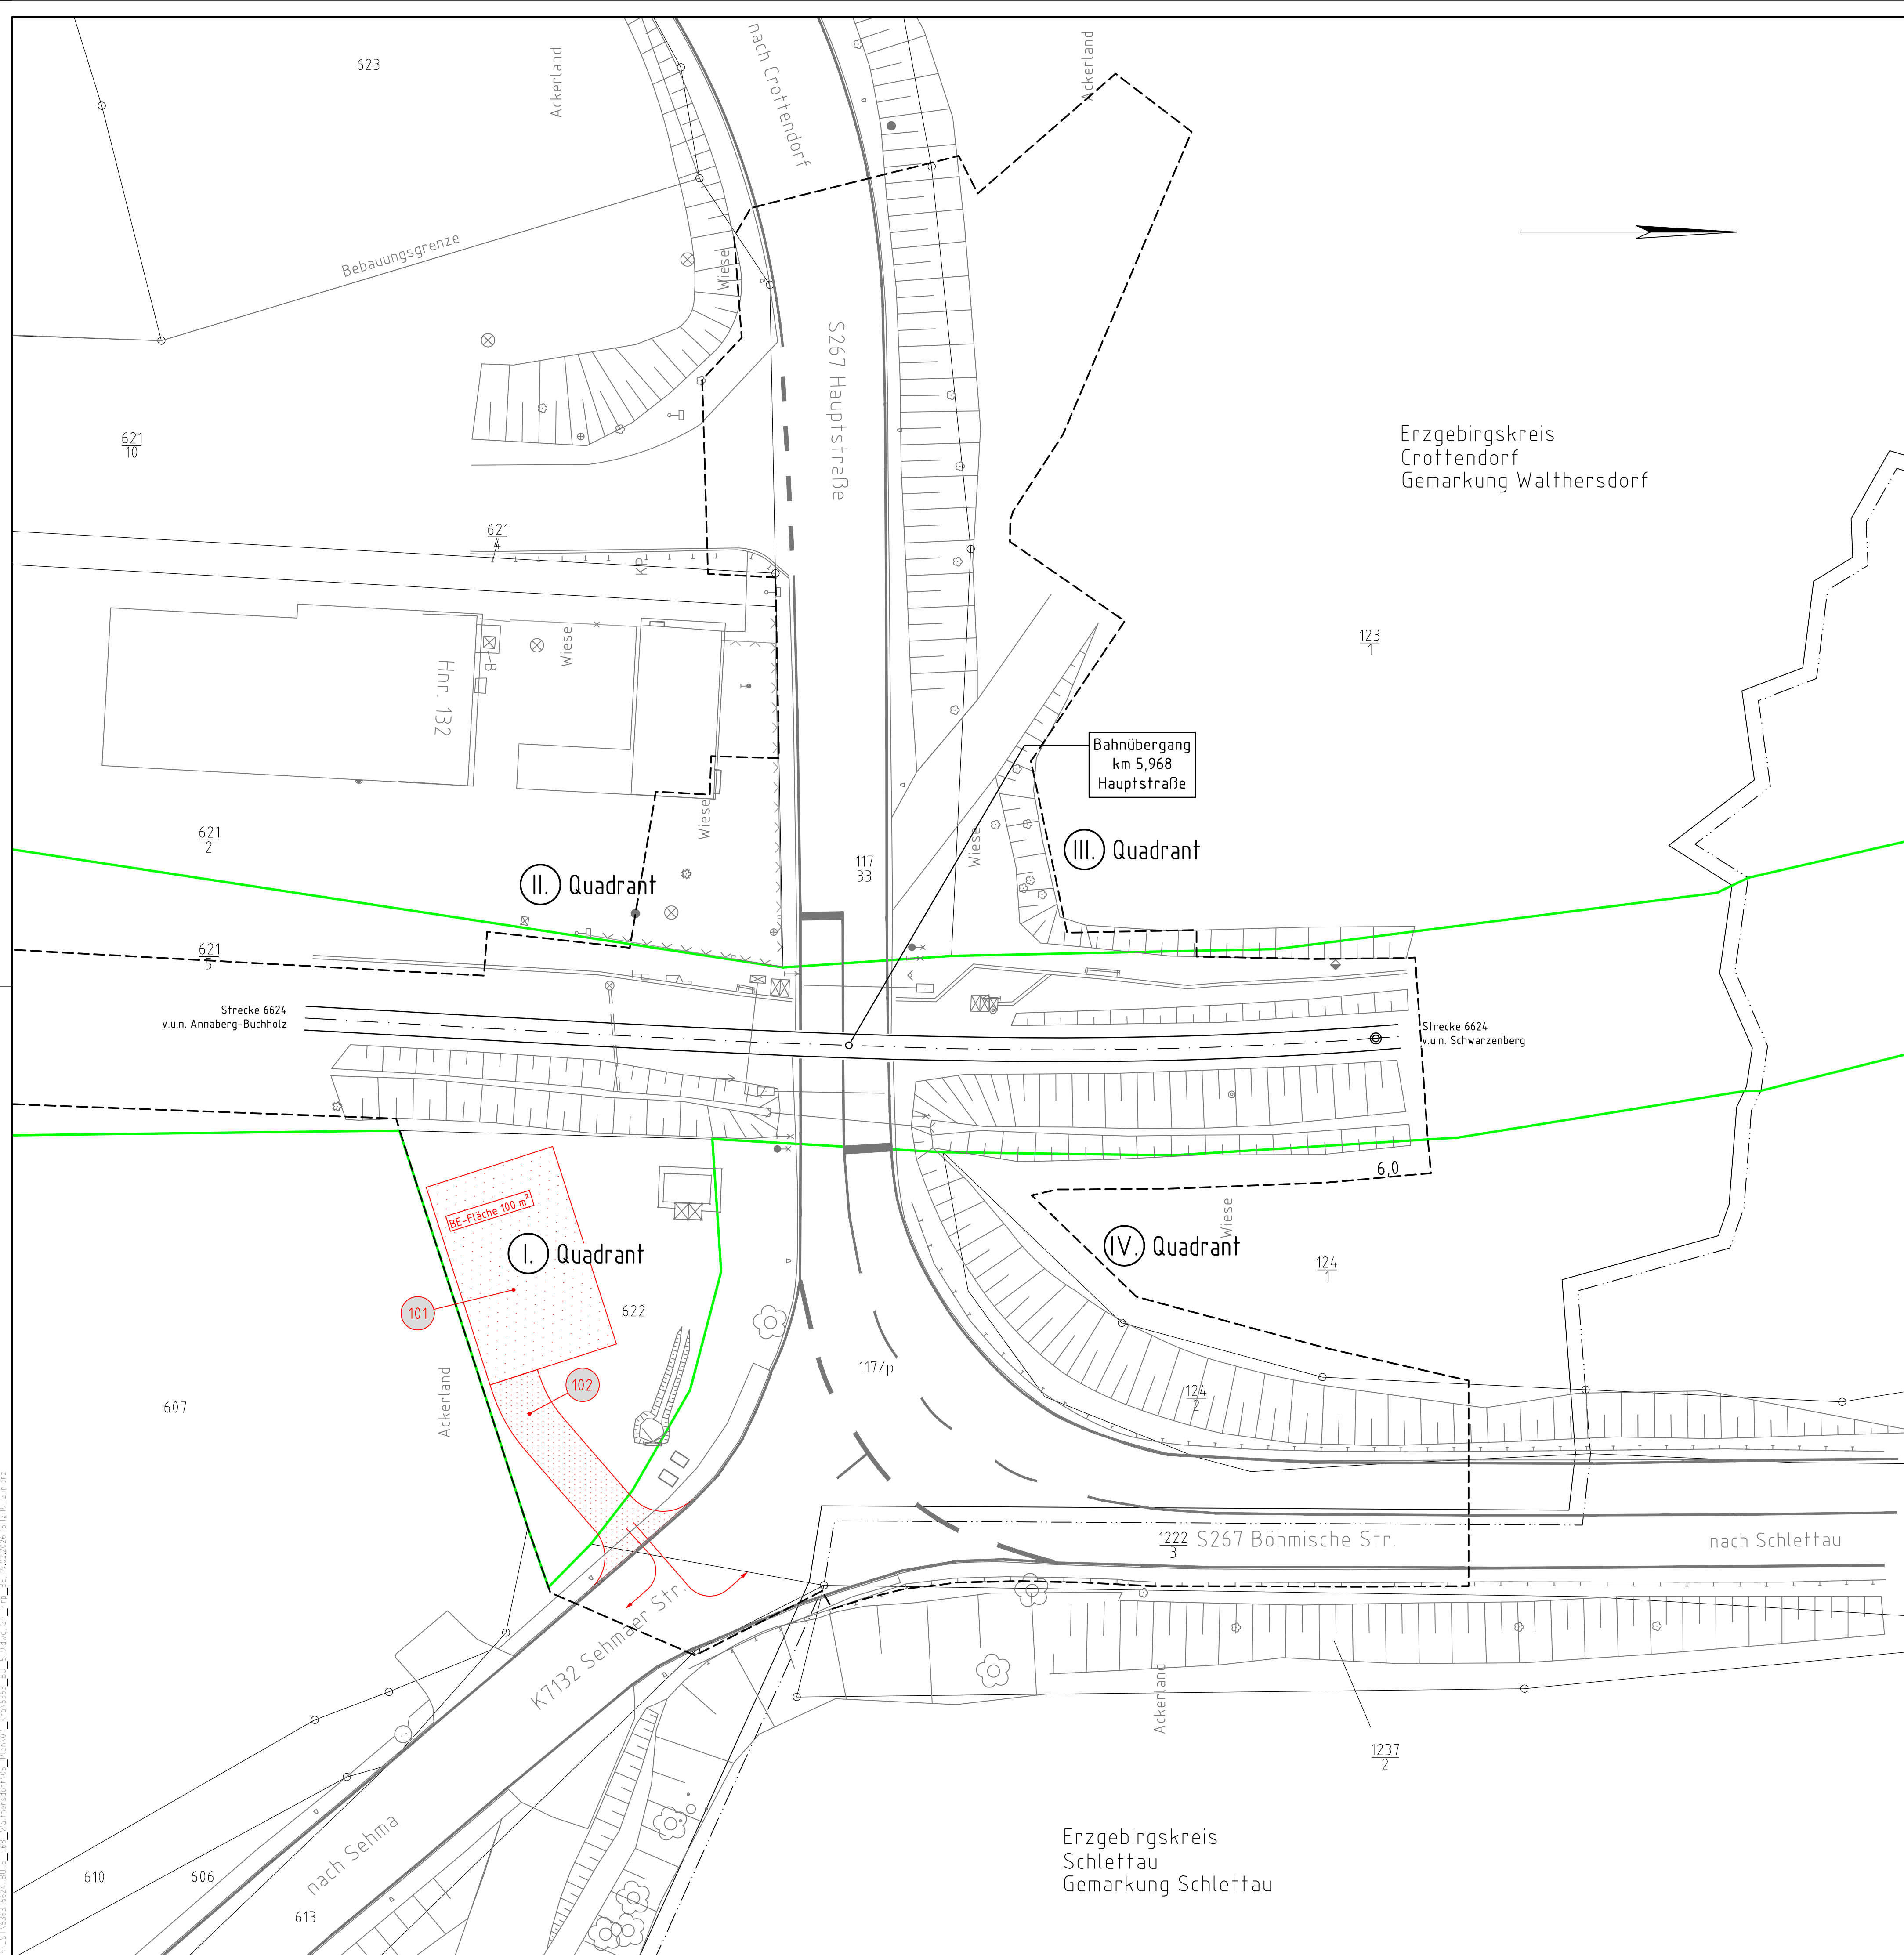 623
Ackerland
nach Crottendorf
Ackerland
Bebauungsgrenze
Wiese
S267 Hauptstraße
621
10
Erzgebirgskreis
Crottendorf
Gemarkung Walthersdorf
621
4
KP
Wiese
B
Hnr. 132
123
1
Bahnübergang
km 5,968
Hauptstraße
Wiese
621
2
Wiese
III. Quadrant
117
33
II. Quadrant
621
5
Strecke 6624
v.u.n. Annaberg-Buchholz
Strecke 6624
v.u.n. Schwarzenberg
6,0
BE-Fläche 100 m²
Wiese
I. Quadrant
IV. Quadrant
124
1
101
622
117/p
102
Ackerland
607
124
2
1222
3
S267 Böhmische Str.
nach Schlettau
K7132 Sehmaer Str.
Ackerland
1237
2
Erzgebirgskreis
Schlettau
Gemarkung Schlettau
nach Sehma
610
606
613